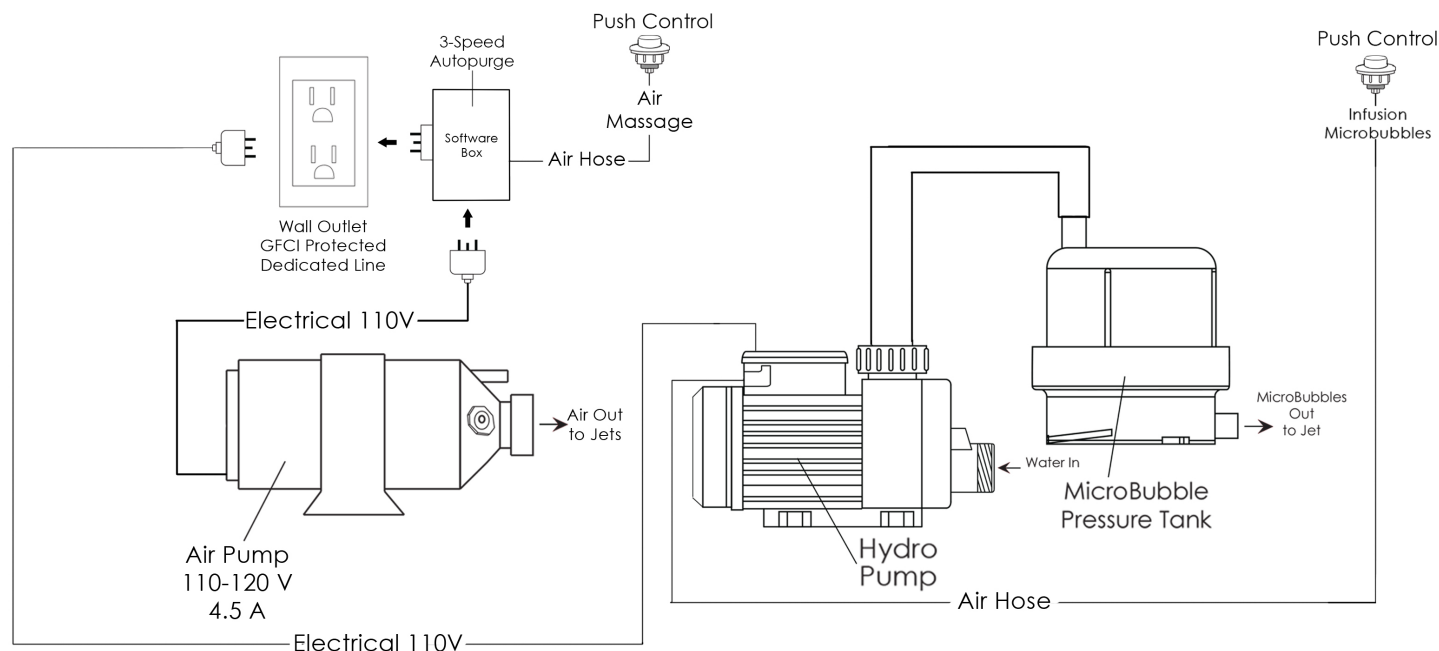 Push Control
3-Speed
Autopurge
Push Control
Air
Massage
Infusion
Microbubbles
Software
Box
Air Hose
Wall Outlet
GFCI Protected
Dedicated Line
Electrical 110V
Air Out
to Jets
MicroBubbles
Out
to Jet
Water In
MicroBubble
Pressure Tank
Air Pump
110-120 V
4.5 A
Hydro
Pump
Air Hose
Electrical 110V